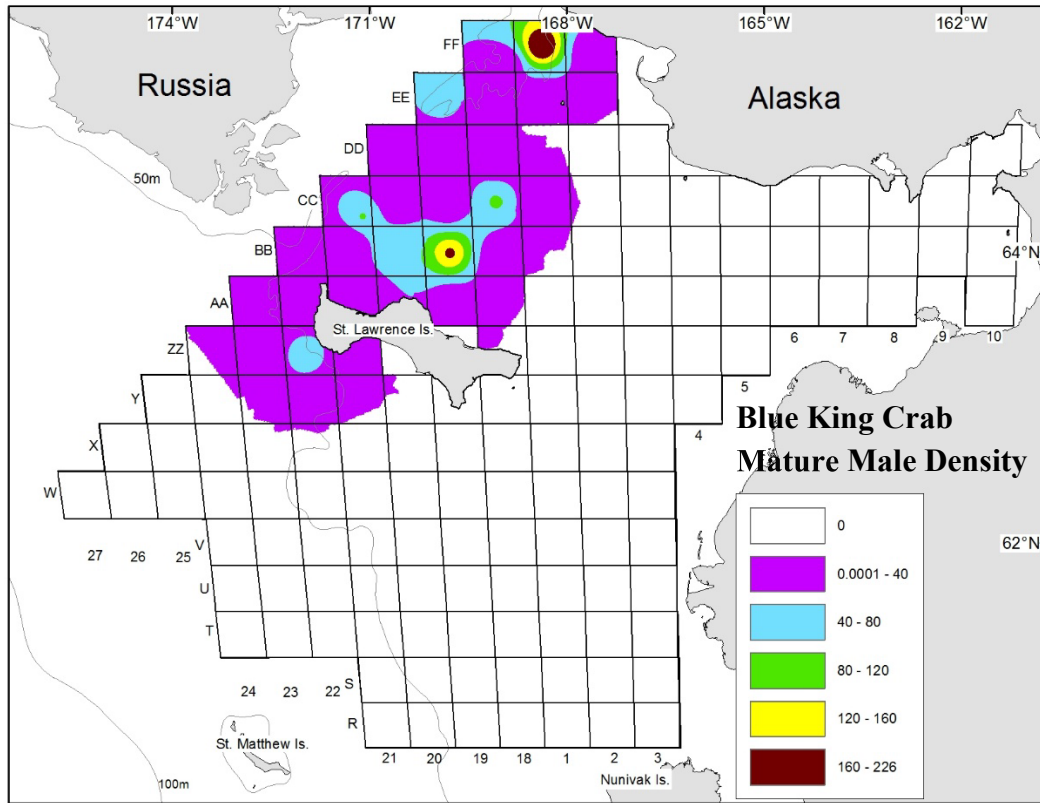 174°W
171°W
168°W
165°W
162°W
FF
Russia
Alaska
EE
DD
50m
CC
BB
64°N
AA
St. Lawrence Is.
ZZ
6
7
8
9
10
Y
5
Blue King Crab
X
4
Mature Male Density
W
0
27
26
25
V
62°N
0.0001 - 40
U
40 - 80
T
80 - 120
24
23
22
S
R
120 - 160
St. Matthew Is.
21
20
19
18
1
2
3
160 - 226
100m
Nunivak Is.